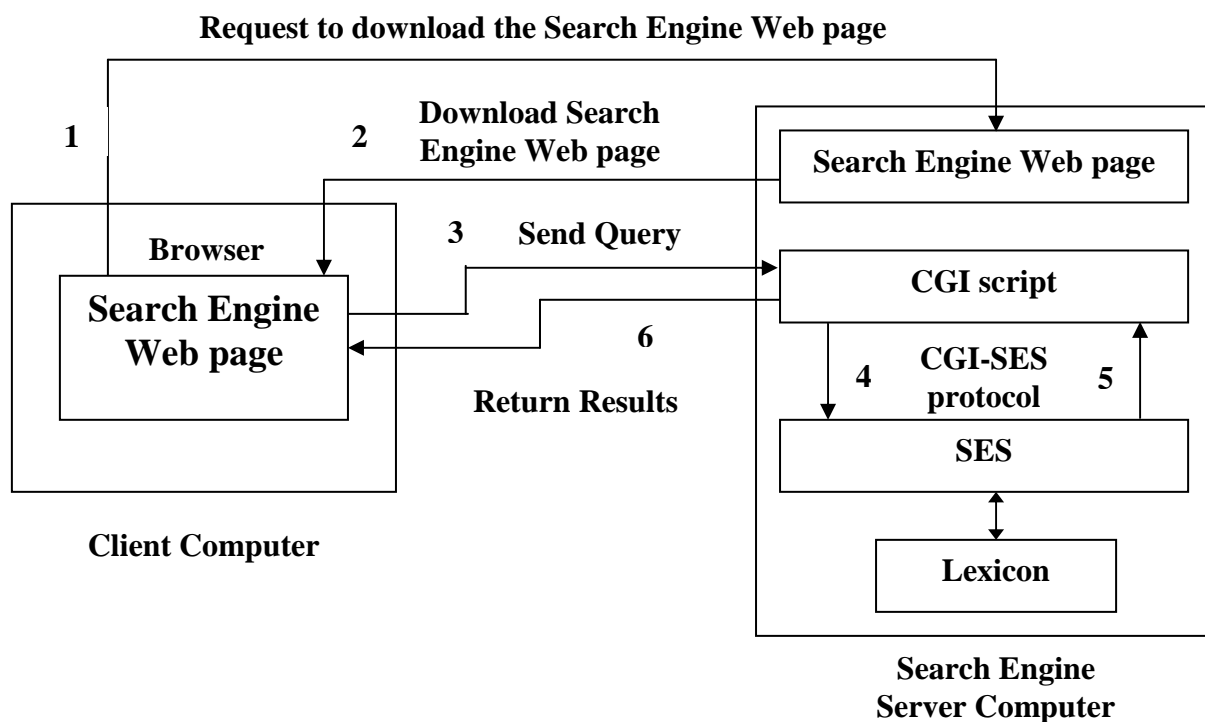 Request to download the Search Engine Web page
1
2
Download Search
Engine Web page
Search Engine Web page
Browser
Search Engine
Web page
3
Send Query
CGI script
6
Return Results
4
CGI-SES
protocol
5
SES
Lexicon
Client Computer
Search Engine
Server Computer